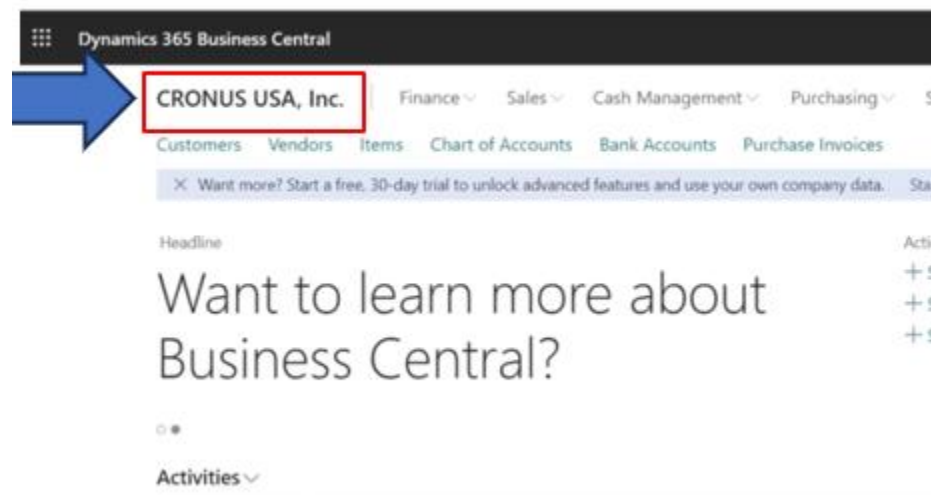 Dynamics 365 Business Central
CRONUS USA, Inc. Finance Sales Cash Management Purchasing S
Customers Vendors Items Chart of Accounts Bank Accounts Purchase Invoices
× Want more? Start a free, 30-day trial to unlock advanced features and use your own company data. Sta
Headline Acti
Want to learn more about + S
Business Central? + S
+ S
Activities